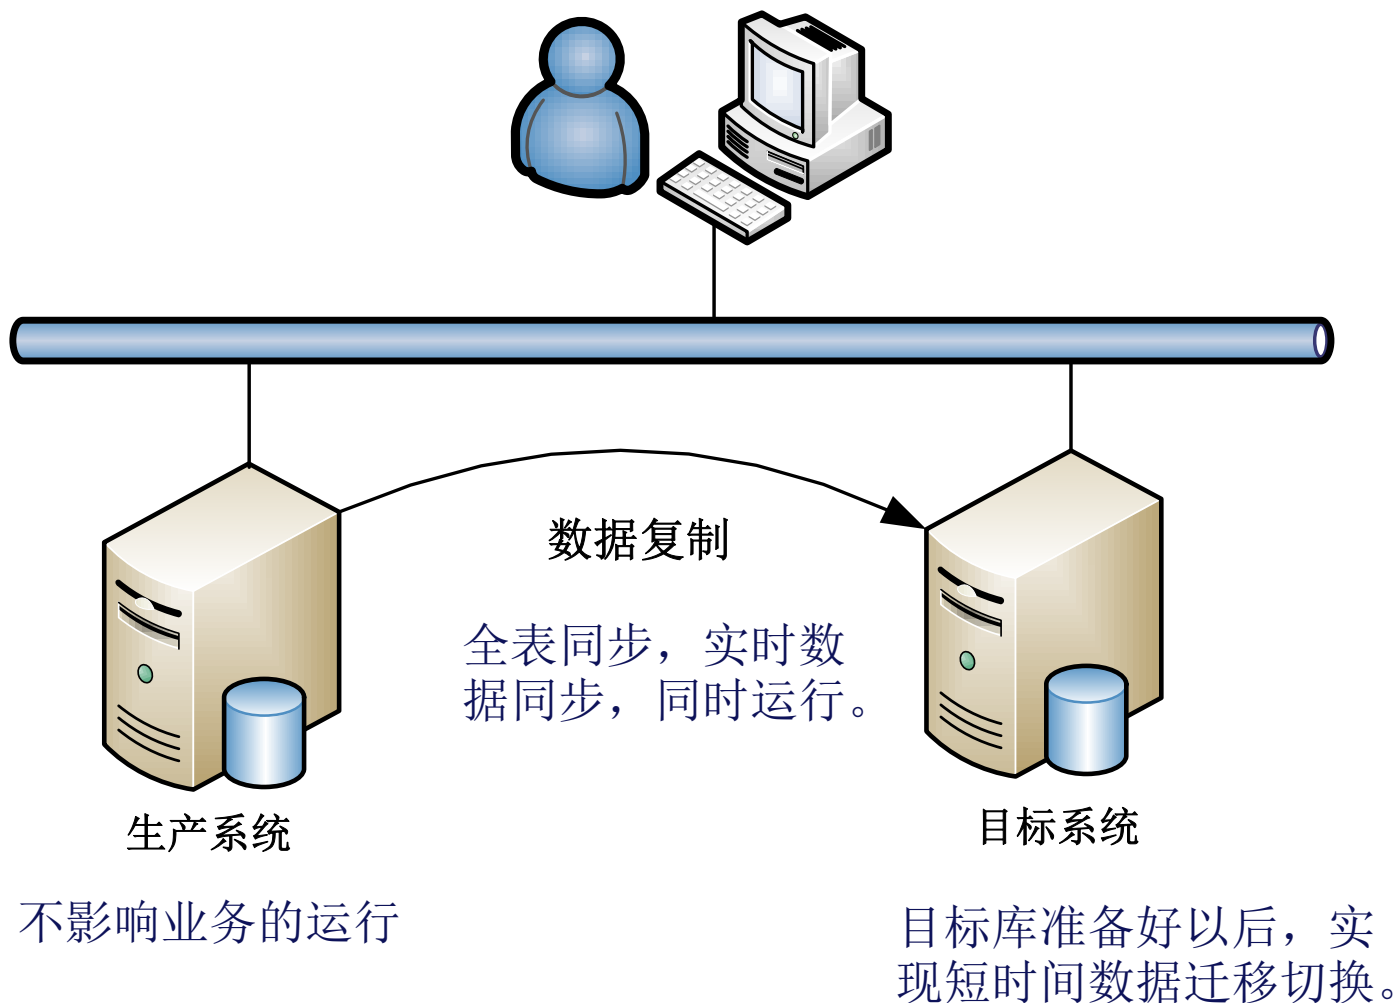 数据复制
全表同步，实时数
据同步，同时运行。
生产系统
目标系统
不影响业务的运行
目标库准备好以后，实
现短时间数据迁移切换。